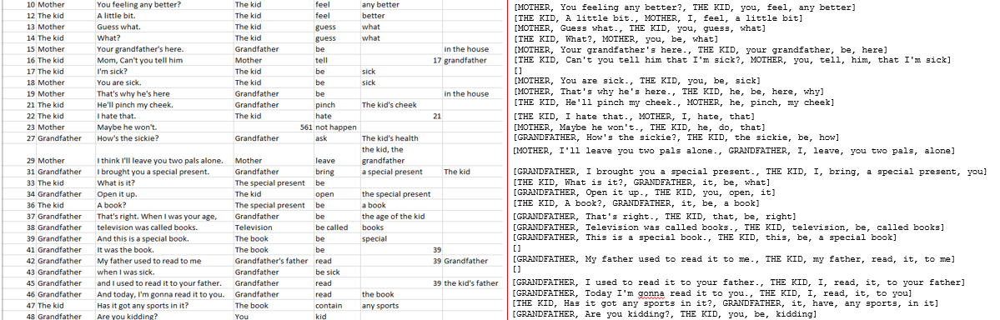 10 Mother You feeling any better? The kid feel any better
12 The kid A little bit. The kid feel better
13 Mother Guess what. The kid guess what
14 The kid What? The kid guess what
15 Mother Your grandfather's here. Grandfather be in the house
16 The kid Mom, Can't you tell him Mother tell 17 grandfather
17 The kid I'm sick? The kid be sick
18 Mother You are sick. The kid be sick
19 Mother That's why he's here Grandfather be in the house
21 The kid He'll pinch my cheek. Grandfather pinch The kid's cheek
22 The kid I hate that. The kid hate 21
23 Mother Maybe he won't. 561 not happen
27 Grandfather How's the sickie? Grandfather ask The kid's health
29 Mother I think I'll leave you two pals alone. Mother leave the kid, the grandfather
31 Grandfather I brought you a special present. Grandfather bring a special present The kid
33 The kid What is it? The special present be
34 Grandfather Open it up. The kid open the special present
36 The kid A book? The special present be a book
37 Grandfather That's right. When I was your age, Grandfather be the age of the kid
38 Grandfather television was called books. Television be called books
39 Grandfather And this is a special book. The book be special
41 Grandfather It was the book. The book be 39
42 Grandfather My father used to read to me Grandfather's father read 39 Grandfather
43 Grandfather when I was sick. Grandfather be sick
45 Grandfather and I used to read it to your father. Grandfather read 39 the kid's father
46 Grandfather And today, I'm gonna read it to you. Grandfather read the book
47 The kid Has it got any sports in it? The book contain any sports
48 Grandfather Are you kidding? You kid
[MOTHER, You feeling any better?, THE KID, you, feel, any better]
[THE KID, A little bit., MOTHER, I, feel, a little bit]
[MOTHER, Guess what., THE KID, you, guess, what]
[THE KID, What?, MOTHER, you, be, what]
[MOTHER, Your grandfather's here., THE KID, your grandfather, be, here]
[THE KID, Can't you tell him that I'm sick?, MOTHER, you, tell, him, that I'm sick]
[]
[MOTHER, You are sick., THE KID, you, be, sick]
[MOTHER, That's why he's here., THE KID, he, be, here, why]
[THE KID, He'll pinch my cheek., MOTHER, he, pinch, my cheek]
[THE KID, I hate that., MOTHER, I, hate, that]
[MOTHER, Maybe he won't., THE KID, he, do, that]
[GRANDFATHER, How's the sickie?, THE KID, the sickie, be, how]
[MOTHER, I'll leave you two pals alone., GRANDFATHER, I, leave, you two pals, alone]
[GRANDFATHER, I brought you a special present., THE KID, I, bring, a special present, you]
[THE KID, What is it?, GRANDFATHER, it, be, what]
[GRANDFATHER, Open it up., THE KID, you, open, it]
[THE KID, A book?, GRANDFATHER, it, be, a book]
[GRANDFATHER, That's right., THE KID, that, be, right]
[GRANDFATHER, Television was called books., THE KID, television, be, called books]
[GRANDFATHER, This is a special book., THE KID, this, be, a special book]
[]
[GRANDFATHER, My father used to read it to me., THE KID, my father, read, it, to me]
[]
[GRANDFATHER, I used to read it to your father., THE KID, I, read, it, to your father]
[GRANDFATHER, Today I'm gonna read it to you., THE KID, I, read, it, to you]
[THE KID, Has it got any sports in it?, GRANDFATHER, it, have, any sports, in it]
[GRANDFATHER, Are you kidding?, THE KID, you, be, kidding]